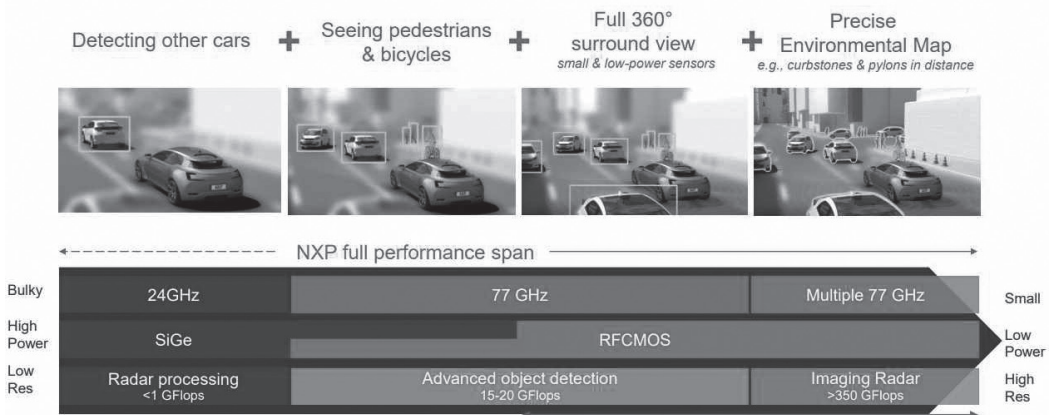 Detecting other cars
+
Seeing pedestrians
& bicycles
+
Full 360°
surround view
small & low-power sensors
+
Precise
Environmental Map
e.g., curbstones & pylons in distance
NXP full performance span
Bulky
24GHz
77 GHz
Multiple 77 GHz
Small
High
Power
SiGe
RFCMOS
Low
Power
Low
Res
Radar processing
<1 GFlops
Advanced object detection
15-20 GFlops
Imaging Radar
>350 GFlops
High
Res